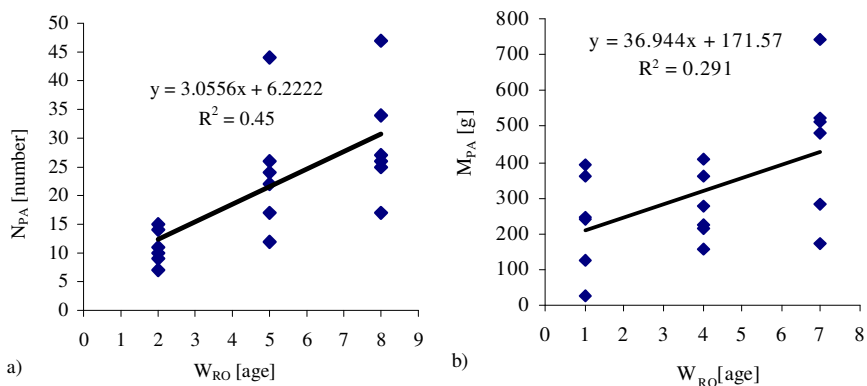 50
45
40
35
30
25
20
15
10
5
0
N_PA [number]
y = 3.0556x + 6.2222
R² = 0.45
0 1 2 3 4 5 6 7 8 9
W_RO [age]
a)
800
700
600
500
400
300
200
100
0
M_PA [g]
y = 36.944x + 171.57
R² = 0.291
0 1 2 3 4 5 6 7 8
W_RO[age]
b)